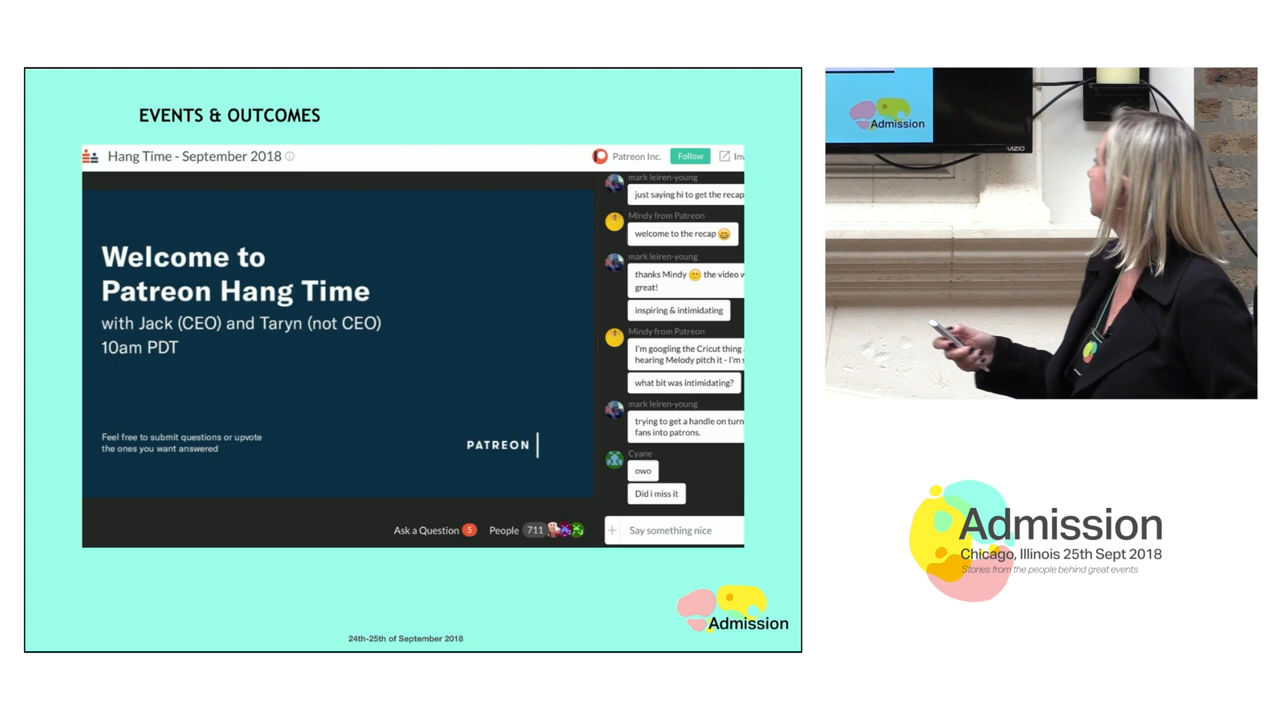 EVENTS & OUTCOMES
Hang Time - September 2018
Patreon Inc.
Follow
Welcome to
Patreon Hang Time
with Jack (CEO) and Taryn (not CEO)
10am PDT
Feel free to submit questions or upvote
the ones you want answered
PATREON
Ask a Question 5 People 711
mark leiren-young
just saying hi to get the recap
Mindy from Patreon
welcome to the recap
mark leiren-young
thanks Mindy the video w
great!
inspiring & intimidating
Mindy from Patreon
I'm googling the Cricut thing
hearing Melody pitch it - I'm s
what bit was intimidating?
mark leiren-young
trying to get a handle on turn
fans into patrons.
Cyane
owo
Did i miss it
Say something nice
Admission
24th-25th of September 2018
Admission
VIZIO
Admission
Chicago, Illinois 25th Sept 2018
Stories from the people behind great events